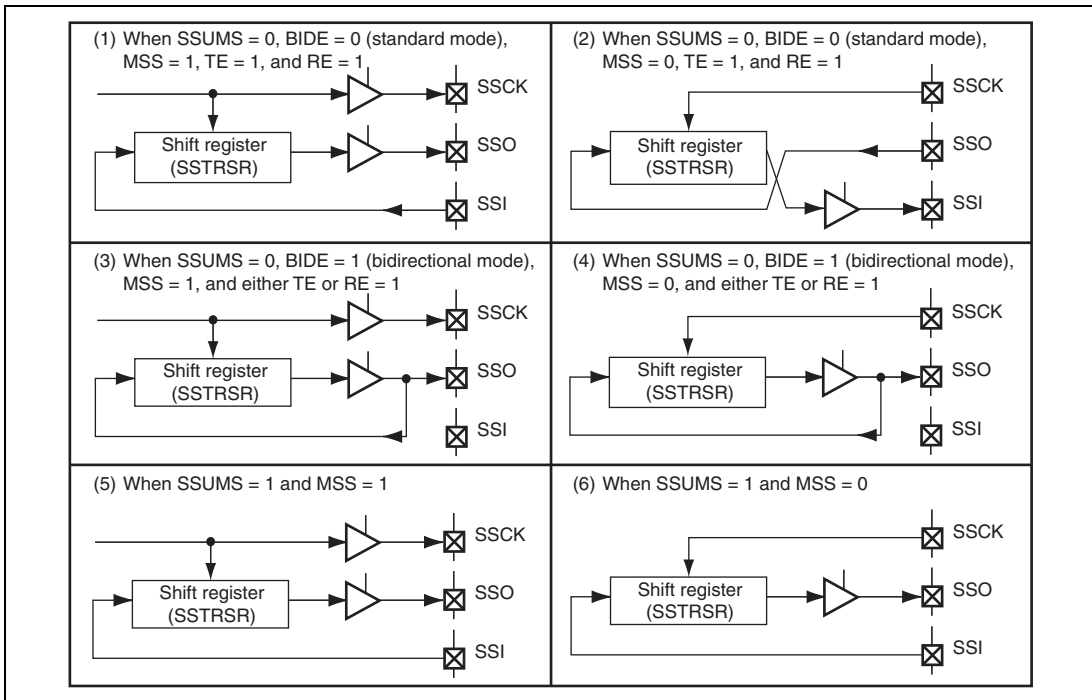 (1) When SSUMS = 0, BIDE = 0 (standard mode),
MSS = 1, TE = 1, and RE = 1
SSCK
Shift register
(SSTRSR)
SSO
SSI
(2) When SSUMS = 0, BIDE = 0 (standard mode),
MSS = 0, TE = 1, and RE = 1
SSCK
Shift register
(SSTRSR)
SSO
SSI
(3) When SSUMS = 0, BIDE = 1 (bidirectional mode),
MSS = 1, and either TE or RE = 1
SSCK
Shift register
(SSTRSR)
SSO
SSI
(4) When SSUMS = 0, BIDE = 1 (bidirectional mode),
MSS = 0, and either TE or RE = 1
SSCK
Shift register
(SSTRSR)
SSO
SSI
(5) When SSUMS = 1 and MSS = 1
SSCK
Shift register
(SSTRSR)
SSO
SSI
(6) When SSUMS = 1 and MSS = 0
SSCK
Shift register
(SSTRSR)
SSO
SSI